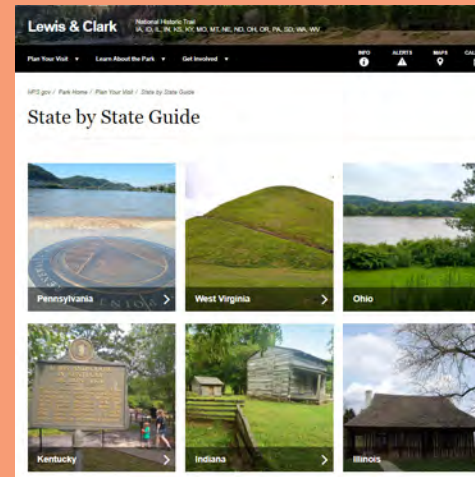 Lewis & Clark
National Historic Trail
IA, ID, IL, IN, KS, KY, MO, MT, NE, ND, OH, OR, PA, SD, WA, WV
Plan Your Visit
Learn About the Park
Get Involved
INFO
ALERTS
MAPS
NPS.gov / Park Home / Plan Your Visit / State by State Guide
State by State Guide
Pennsylvania
West Virginia
Ohio
Kentucky
Indiana
Illinois